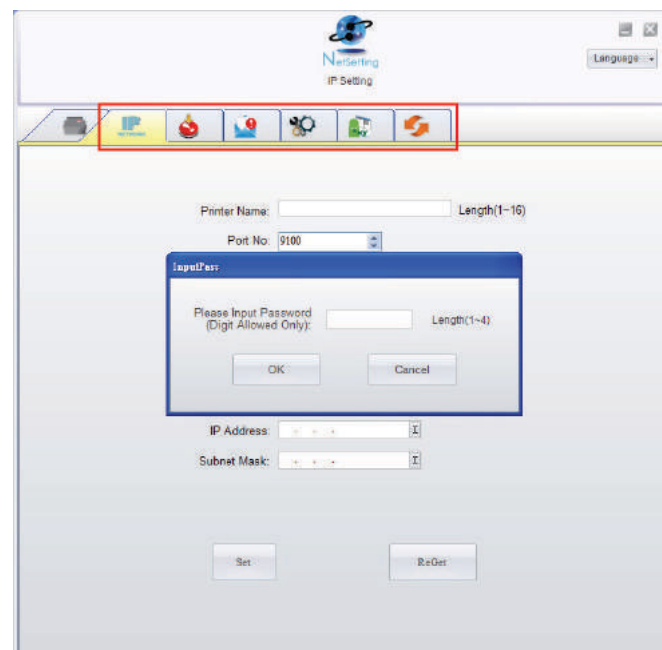 NetSetting
IP Setting
Language
IP
Printer Name: Length(1~16)
Port No: 9100
InputPass
Please Input Password
(Digit Allowed Only): Length(1~4)
OK Cancel
IP Address:
Subnet Mask:
Set ReGet